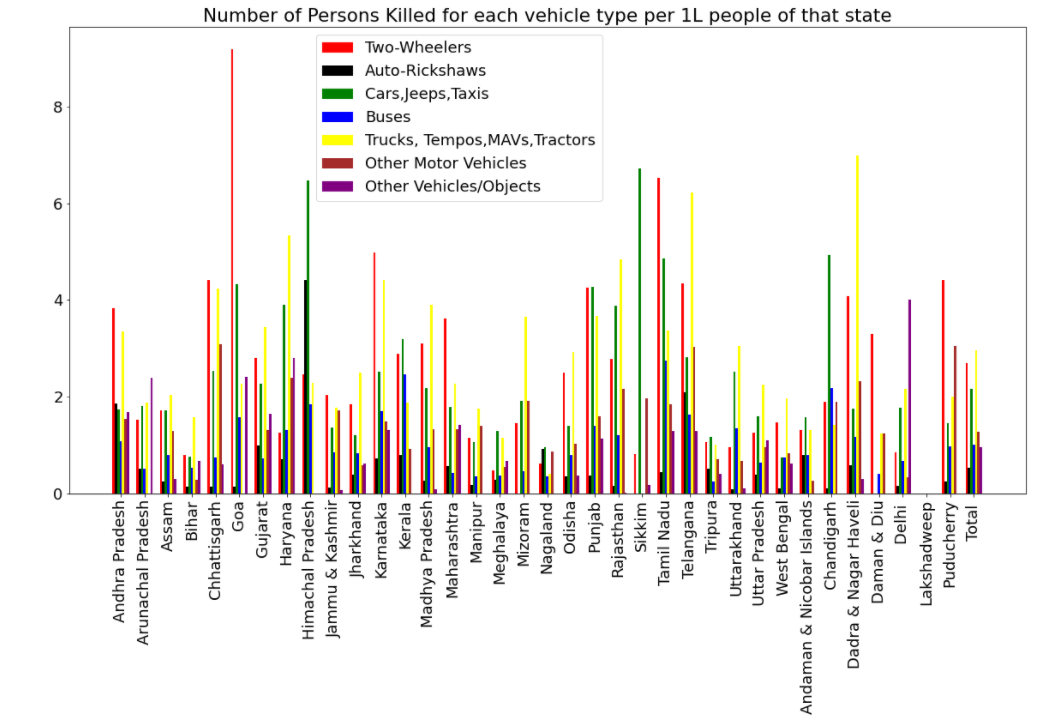 Number of Persons Killed for each vehicle type per 1L people of that state
Two-Wheelers
Auto-Rickshaws
Cars,Jeeps,Taxis
Buses
Trucks, Tempos,MAVs,Tractors
Other Motor Vehicles
Other Vehicles/Objects
8
6
4
2
0
Andhra Pradesh
Arunachal Pradesh
Assam
Bihar
Chhattisgarh
Goa
Gujarat
Haryana
Himachal Pradesh
Jammu & Kashmir
Jharkhand
Karnataka
Kerala
Madhya Pradesh
Maharashtra
Manipur
Meghalaya
Mizoram
Nagaland
Odisha
Punjab
Rajasthan
Sikkim
Tamil Nadu
Telangana
Tripura
Uttarakhand
Uttar Pradesh
West Bengal
Andaman & Nicobar Islands
Chandigarh
Dadra & Nagar Haveli
Daman & Diu
Delhi
Lakshadweep
Puducherry
Total